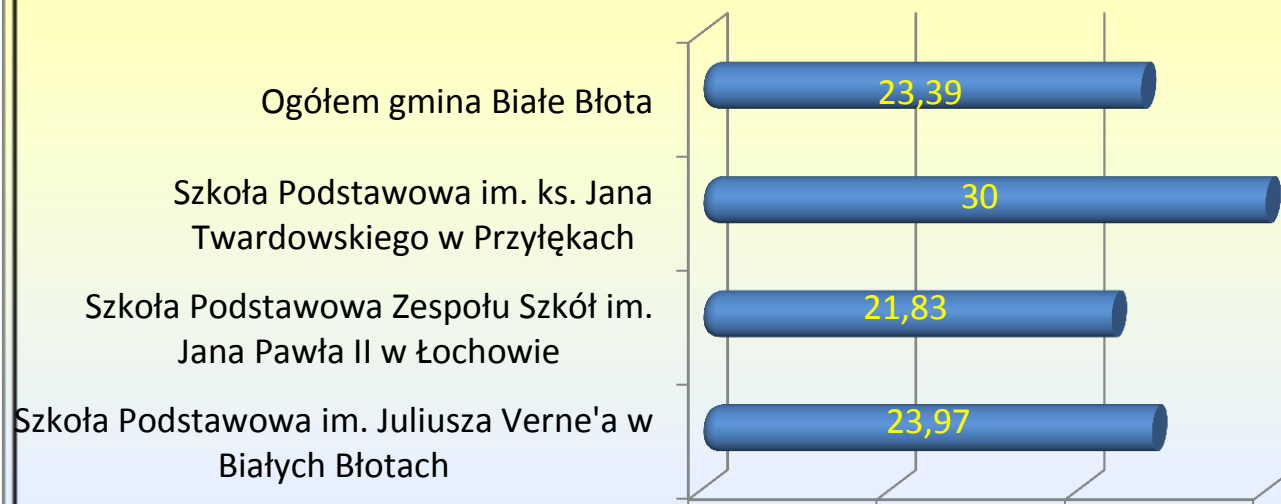 Ogółem gmina Białe Błota
23,39
Szkoła Podstawowa im. ks. Jana
Twardowskiego w Przyłękach
30
Szkoła Podstawowa Zespołu Szkół im.
Jana Pawła II w Łochowie
21,83
Szkoła Podstawowa im. Juliusza Verne'a w
Białych Błotach
23,97